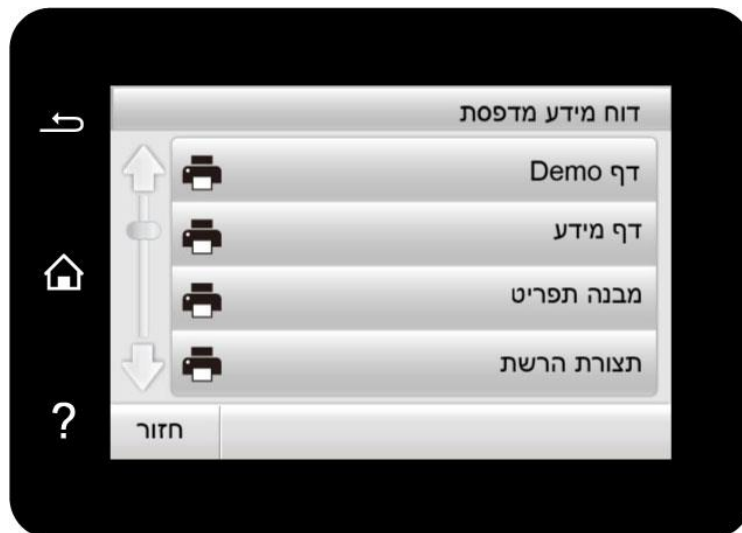 דוח מידע מדפסת
דף Demo
דף מידע
מבנה תפריט
תצורת הרשת
חזור
?